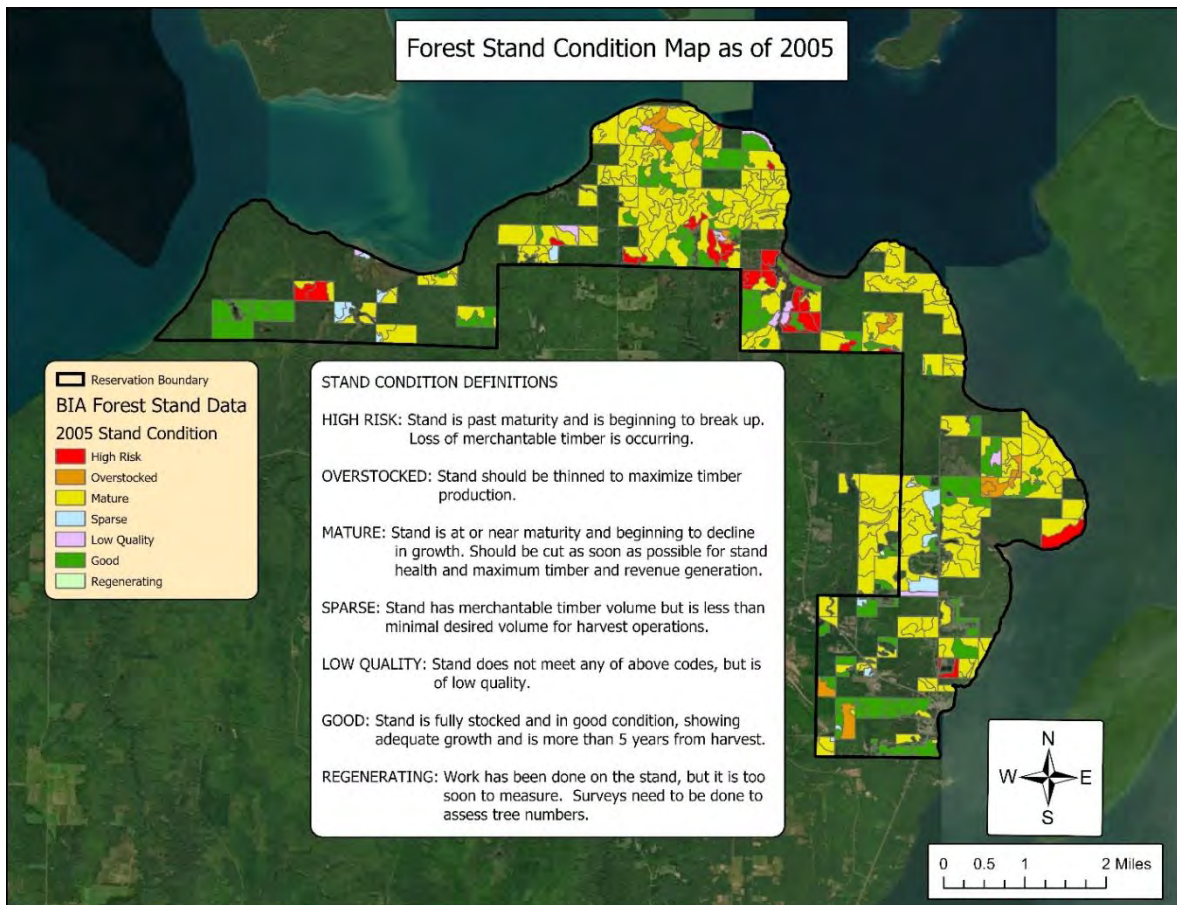 Forest Stand Condition Map as of 2005
Reservation Boundary
BIA Forest Stand Data
2005 Stand Condition
High Risk
Overstocked
Mature
Sparse
Low Quality
Good
Regenerating
STAND CONDITION DEFINITIONS
HIGH RISK: Stand is past maturity and is beginning to break up.
Loss of merchantable timber is occurring.
OVERSTOCKED: Stand should be thinned to maximize timber
production.
MATURE: Stand is at or near maturity and beginning to decline
in growth. Should be cut as soon as possible for stand
health and maximum timber and revenue generation.
SPARSE: Stand has merchantable timber volume but is less than
minimal desired volume for harvest operations.
LOW QUALITY: Stand does not meet any of above codes, but is
of low quality.
GOOD: Stand is fully stocked and in good condition, showing
adequate growth and is more than 5 years from harvest.
REGENERATING: Work has been done on the stand, but it is too
soon to measure. Surveys need to be done to
assess tree numbers.
N
W E
S
0 0.5 1 2 Miles